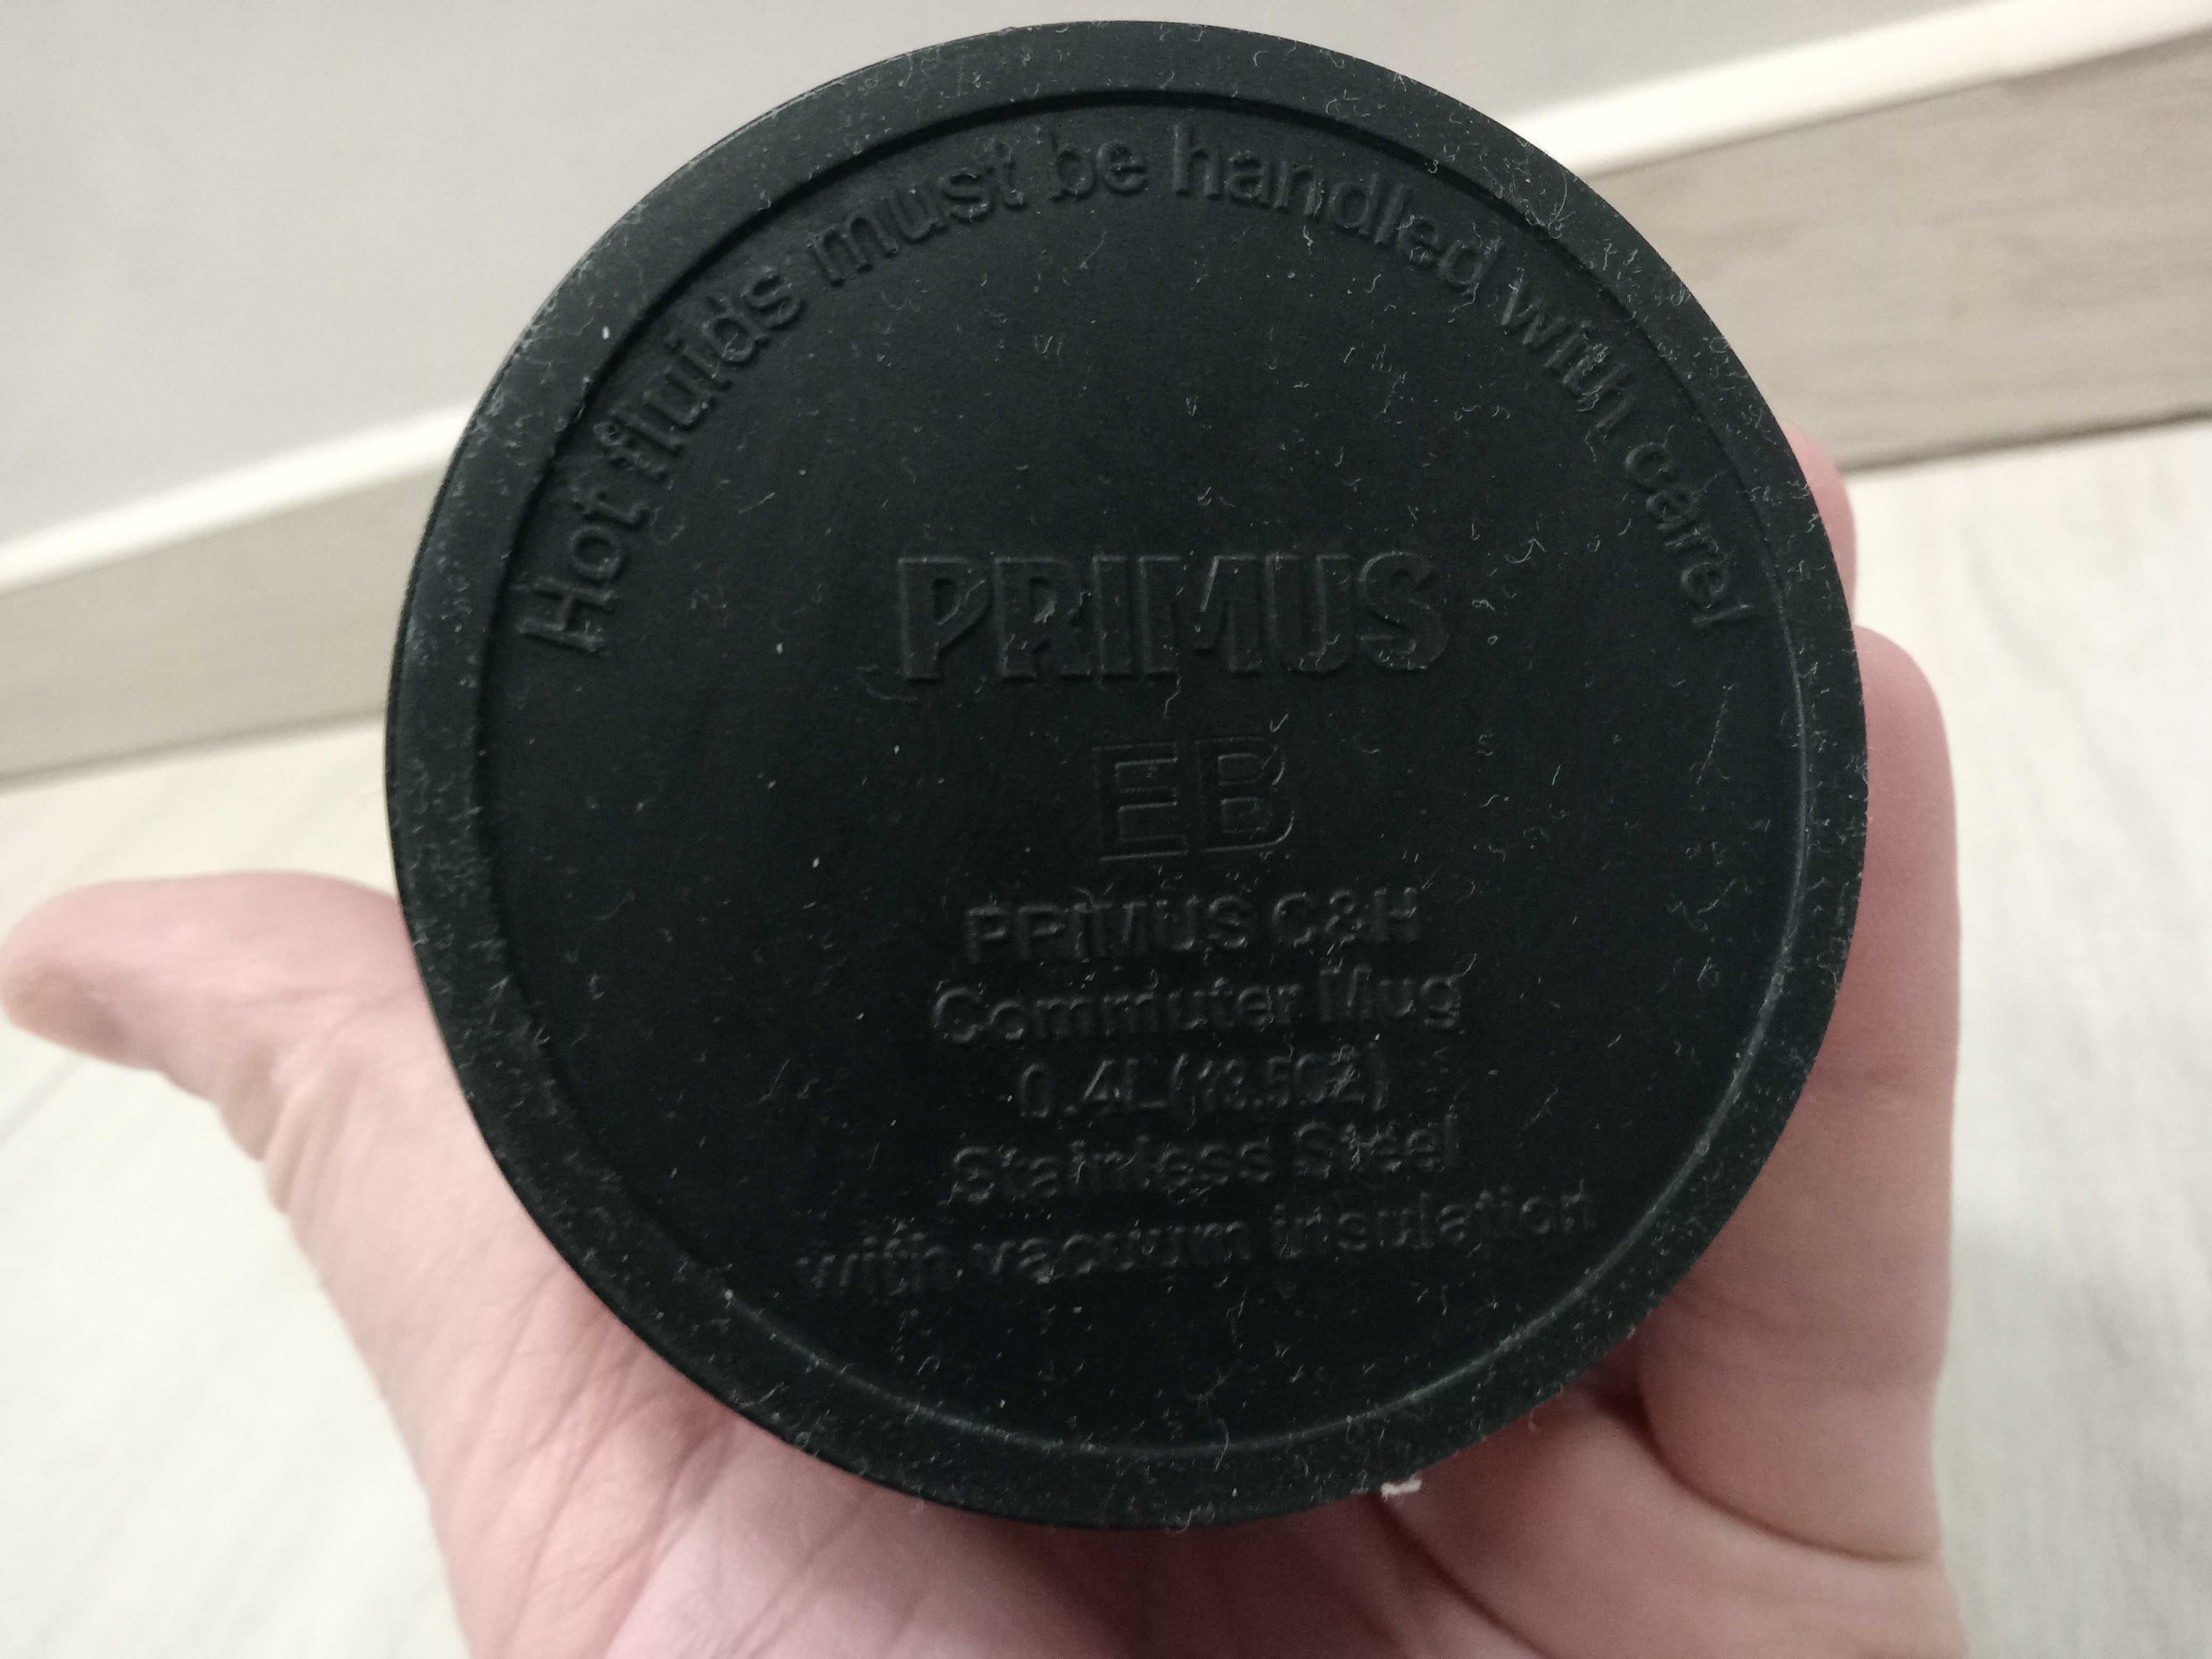 Hot fluids must be handled with care!
PRIMUS
EB
PRIMUS C&H
Commuter Mug
0.4L(13.5OZ)
Stainless Steel
with vacuum insulation